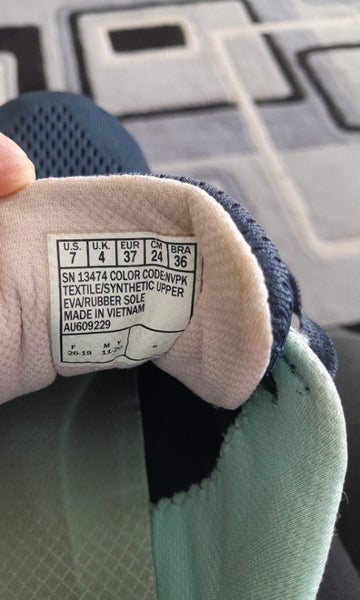 U.S. U.K. EUR CM BRA
7 4 37 24 36
SN 13474 COLOR CODE:NVPK
TEXTILE/SYNTHETIC UPPER
EVA/RUBBER SOLE
MADE IN VIETNAM
AU609229
F M Y
26-19 11-20